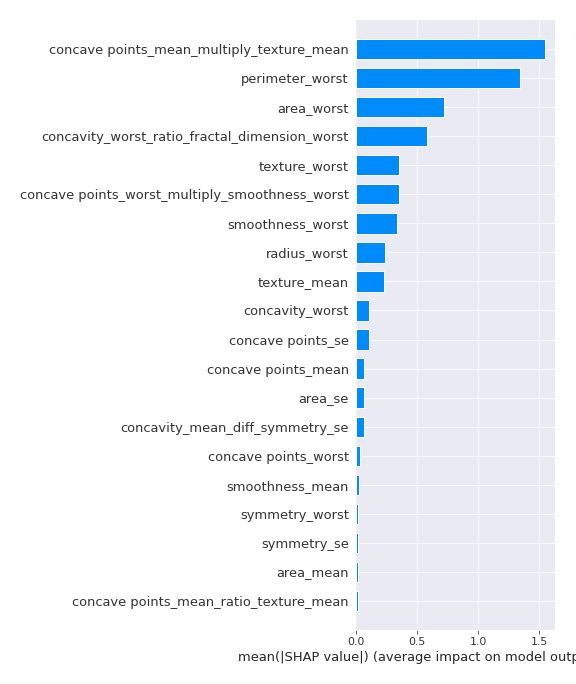 concave points_mean_multiply_texture_mean
perimeter_worst
area_worst
concavity_worst_ratio_fractal_dimension_worst
texture_worst
concave points_worst_multiply_smoothness_worst
smoothness_worst
radius_worst
texture_mean
concavity_worst
concave points_se
concave points_mean
area_se
concavity_mean_diff_symmetry_se
concave points_worst
smoothness_mean
symmetry_worst
symmetry_se
area_mean
concave points_mean_ratio_texture_mean
0.0 0.5 1.0 1.5
mean(|SHAP value|) (average impact on model outp